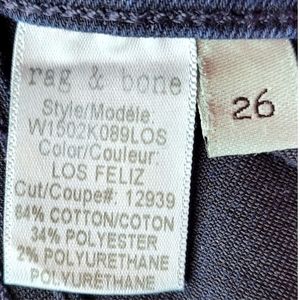 rag & bone
Style/Modèle
W1502K089LOS
Color/Couleur:
LOS FELIZ
Cut/Coupe#: 12939
64% COTTON/COTON
34% POLYESTER
2% POLYURETHANE
POLYURÉTHANE
26